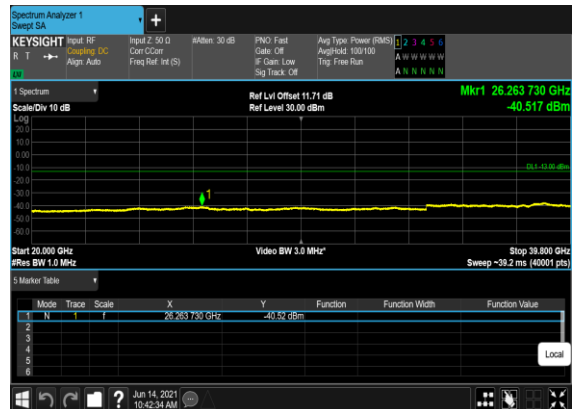 Spectrum Analyzer 1
Swept SA
+
KEYSIGHT Input: RF Input Z: 50 Ω #Atten: 30 dB PNO: Fast Avg Type: Power (RMS) 1 2 3 4 5 6
R T Coupling: DC Corr CCorr Gate: Off Avg|Hold: 100/100 A W W W W W
Align: Auto Freq Ref: Int (S) IF Gain: Low Trig: Free Run
Sig Track: Off A N N N N N
LW
1 Spectrum Ref Lvl Offset 11.71 dB Mkr1 26.263 730 GHz
Scale/Div 10 dB Ref Level 30.00 dBm -40.517 dBm
Log
20.0
10.0
0.00
-10.0
DL1 -13.00 dBm
-20.0
-30.0
1
-40.0
-50.0
-60.0
Start 20.000 GHz Video BW 3.0 MHz* Stop 39.800 GHz
#Res BW 1.0 MHz Sweep ~39.2 ms (40001 pts)
5 Marker Table
Mode Trace Scale X Y Function Function Width Function Value
1 N 1 f 26.263 730 GHz -40.52 dBm
2
3
4
5
6
Local
? Jun 14, 2021
10:42:34 AM